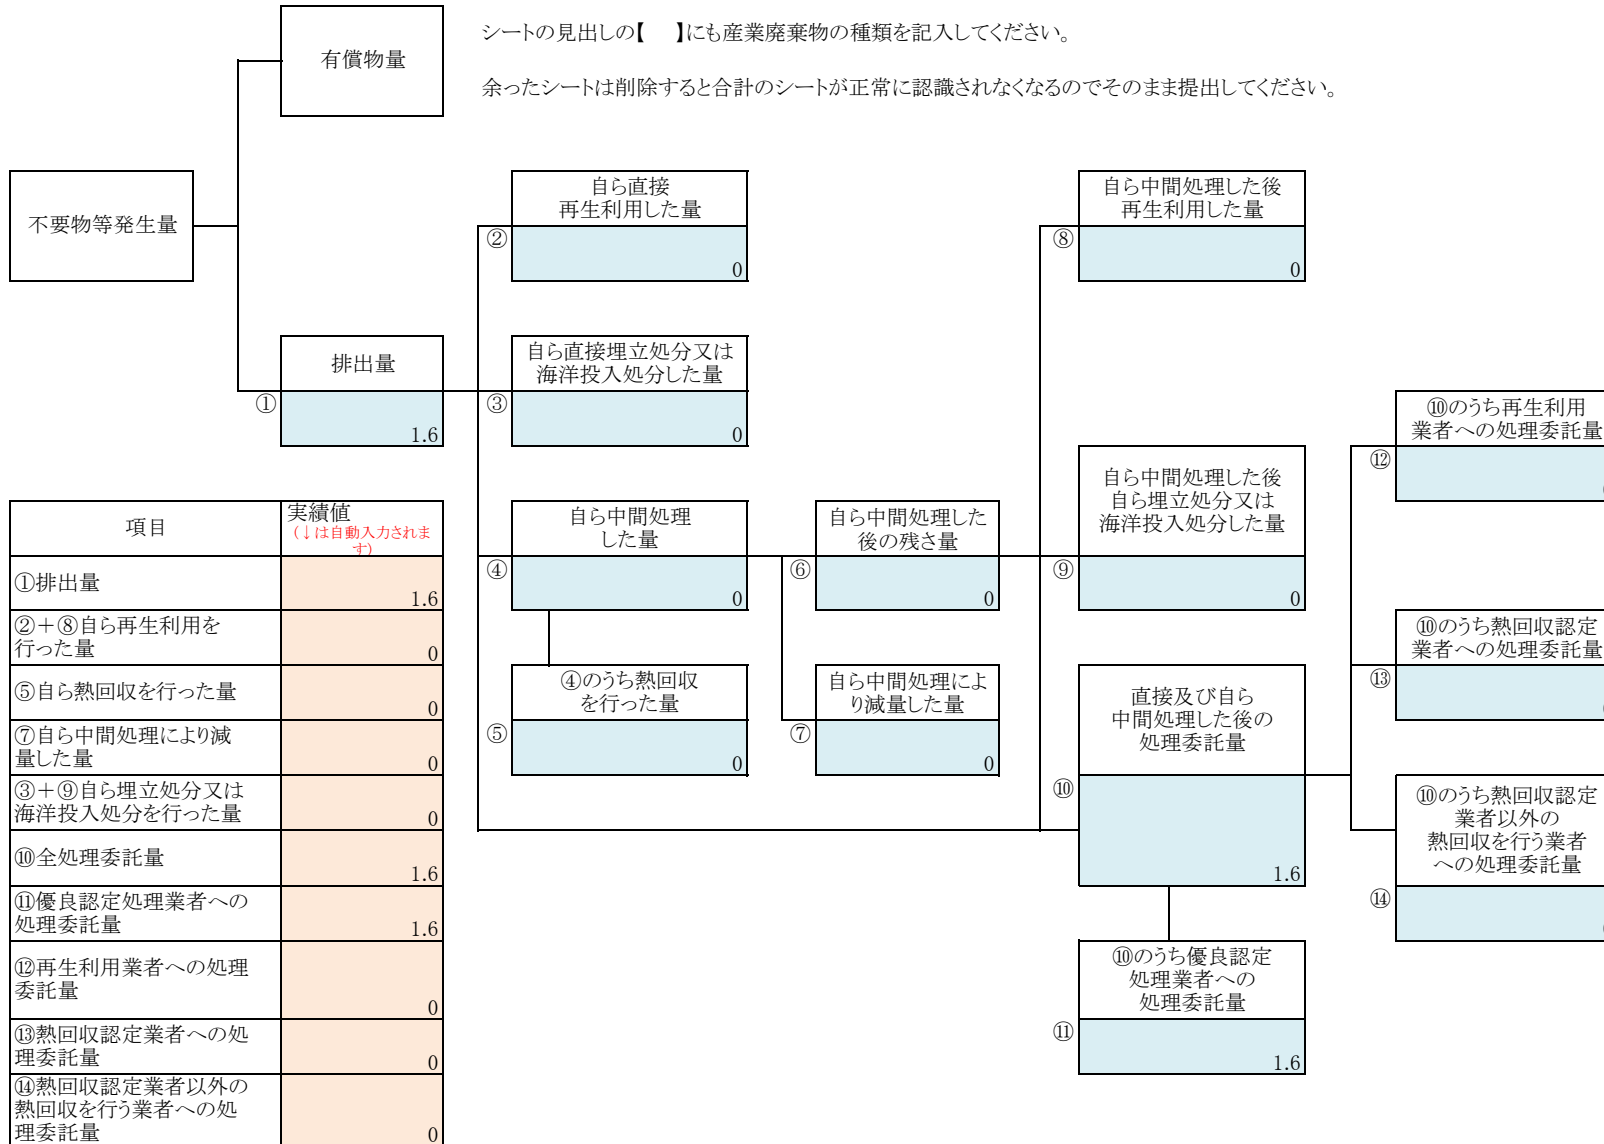 シートの見出しの【　】にも産業廃棄物の種類を記入してください。
余ったシートは削除すると合計のシートが正常に認識されなくなるのでそのまま提出してください。
有償物量
不要物等発生量
自ら直接
再生利用した量
②
0
自ら中間処理した後
再生利用した量
⑧
0
排出量
①
1.6
自ら直接埋立処分又は
海洋投入処分した量
③
0
⑩のうち再生利用
業者への処理委託量
⑫
自ら中間処理
した量
④
0
自ら中間処理した
後の残さ量
⑥
0
自ら中間処理した後
自ら埋立処分又は
海洋投入処分した量
⑨
0
⑩のうち熱回収認定
業者への処理委託量
⑬
④のうち熱回収
を行った量
⑤
0
自ら中間処理によ
り減量した量
⑦
0
直接及び自ら
中間処理した後の
処理委託量
⑩
1.6
⑩のうち熱回収認定
業者以外の
熱回収を行う業者
への処理委託量
⑭
⑩のうち優良認定
処理業者への
処理委託量
⑪
1.6
項目
実績値
(↓は自動入力されま
す)
①排出量
1.6
②+⑧自ら再生利用を
行った量
0
⑤自ら熱回収を行った量
0
⑦自ら中間処理により減
量した量
0
③+⑨自ら埋立処分又は
海洋投入処分を行った量
0
⑩全処理委託量
1.6
⑪優良認定処理業者への
処理委託量
1.6
⑫再生利用業者への処理
委託量
0
⑬熱回収認定業者への処
理委託量
0
⑭熱回収認定業者以外の
熱回収を行う業者への処
理委託量
0